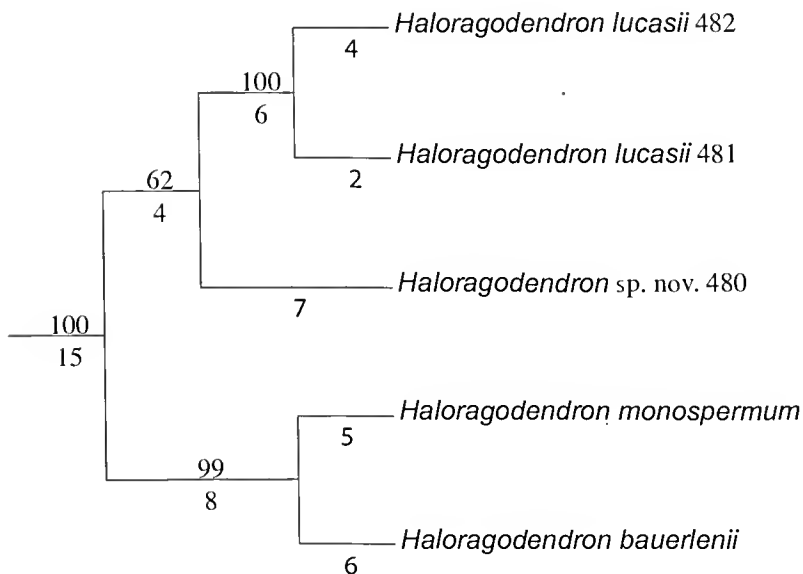 Haloragodendron lucasii 482
4
100
6
Haloragodendron lucasii 481
2
62
4
Haloragodendron sp. nov. 480
7
100
15
Haloragodendron monospermum
5
99
8
Haloragodendron bauerlenii
6